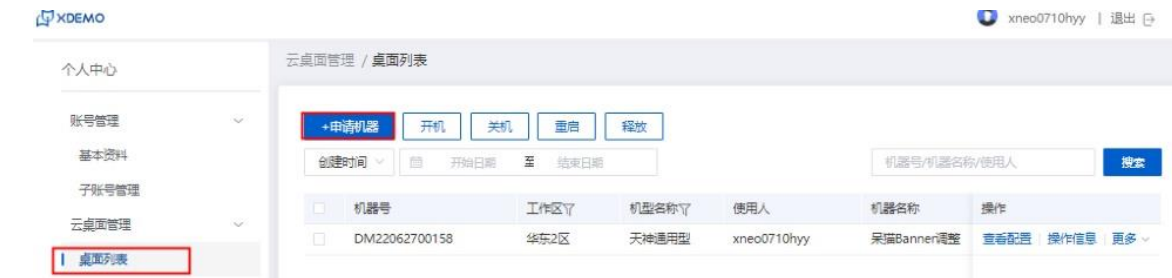 XDEMO
xneo0710hyy | 退出
个人中心
云桌面管理 / 桌面列表
账号管理
+申请机器 开机 关机 重启 释放
基本资料
创建时间 开始日期 至 结束日期 机器号/机器名称/使用人 搜索
子账号管理
机器号 工作区 机型名称 使用人 机器名称 操作
云桌面管理
DM22062700158 华东2区 天神通用型 xneo0710hyy 呆猫Banner调整 查看配置 操作信息 更多
桌面列表